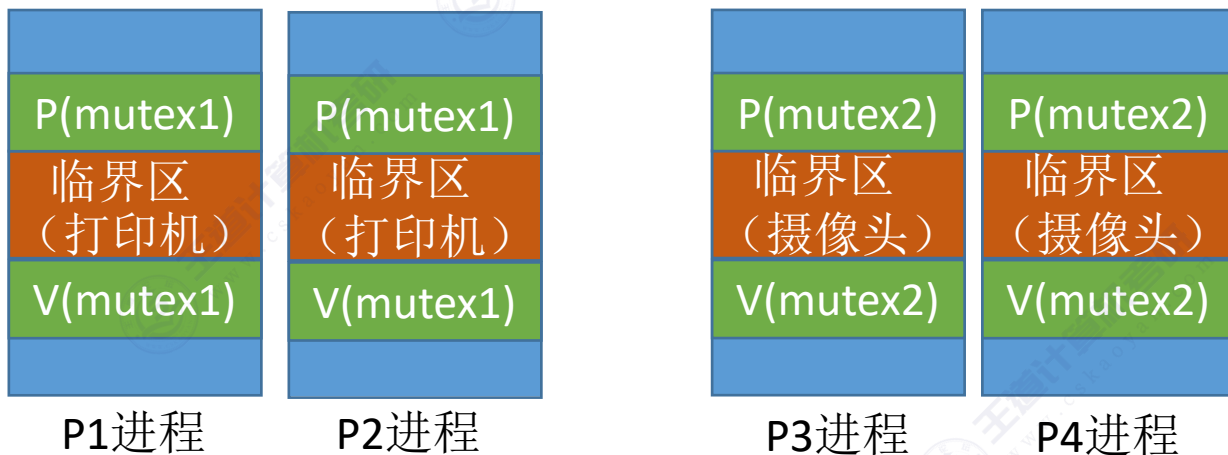 P(mutex1)
临界区
（打印机）
V(mutex1)
P1进程
P(mutex1)
临界区
（打印机）
V(mutex1)
P2进程
P(mutex2)
临界区
（摄像头）
V(mutex2)
P3进程
P(mutex2)
临界区
（摄像头）
V(mutex2)
P4进程